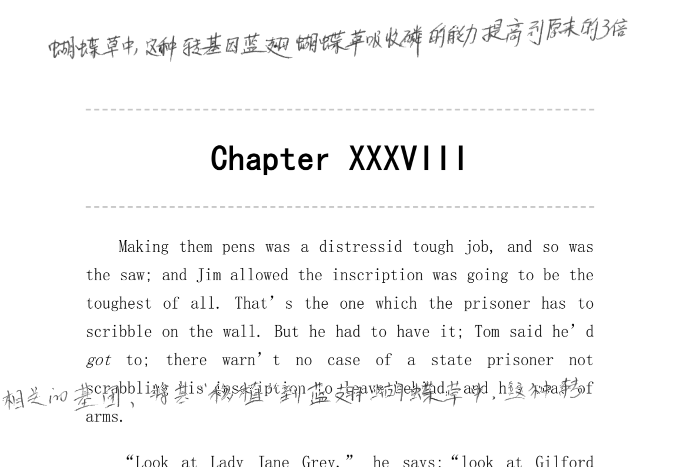 蝴蝶草中,这种转基因蓝翅蝴蝶草吸收磷的能力提高到原来的3倍
Chapter XXXVIII
Making them pens was a distressid tough job, and so was
the saw; and Jim allowed the inscription was going to be the
toughest of all. That’s the one which the prisoner has to
scribble on the wall. But he had to have it; Tom said he’d
got to; there warn’t no case of a state prisoner not
scrabbling his inscription to leave behind, and his coat of
相关的基因、将其移植到蓝翅蝴蝶草中,这种转
arms.
“Look at Lady Jane Grey,” he says;“look at Gilford